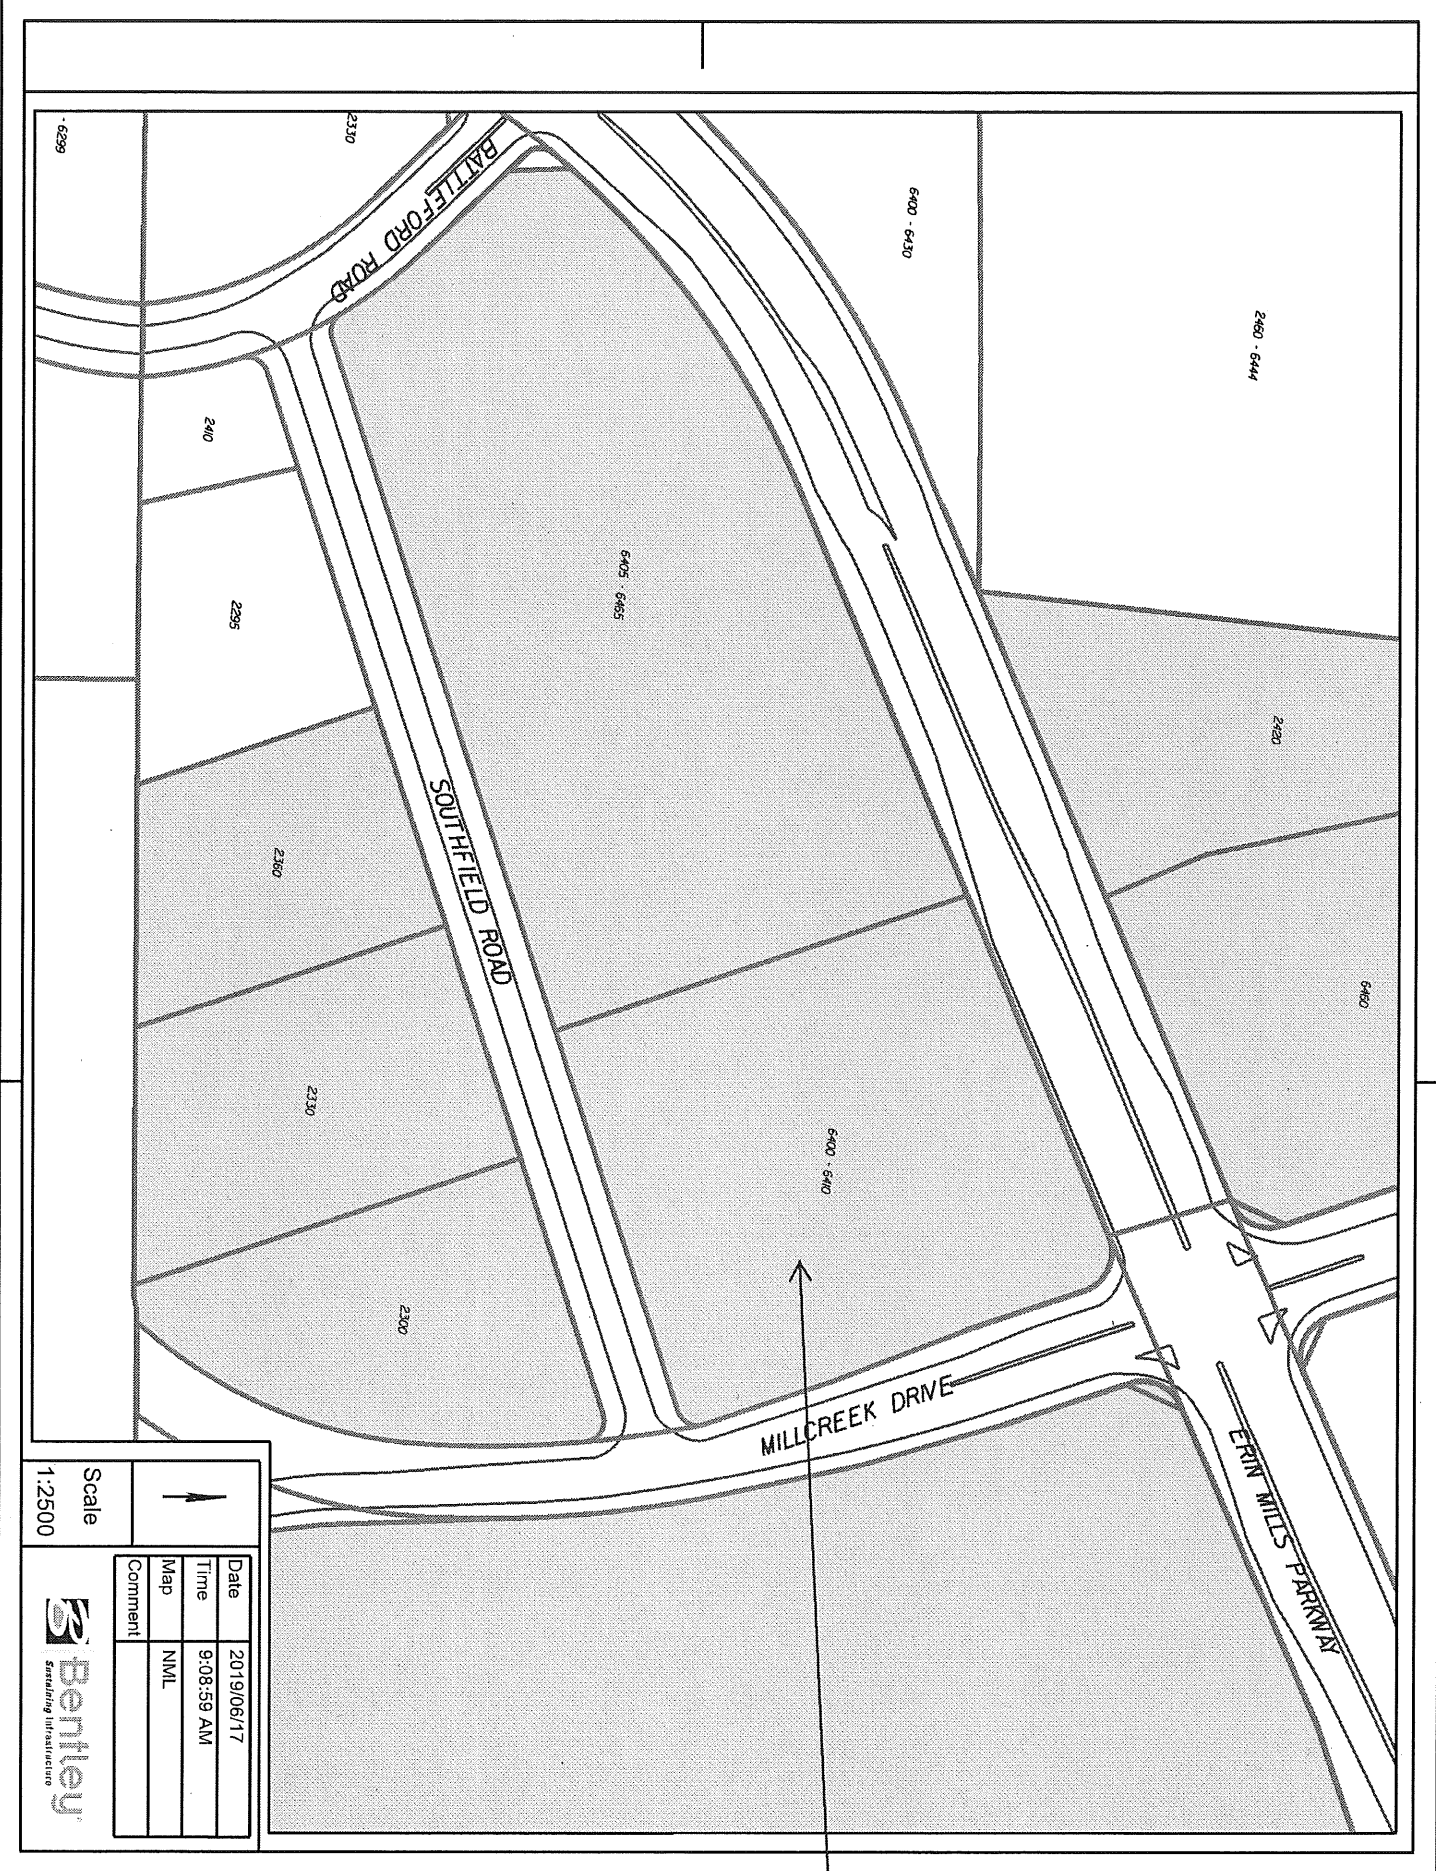 - 6299
2330
BATTLEFORD ROAD
6400 - 6430
2460 - 6444
2410
2295
6405 - 6465
2420
SOUTHFIELD ROAD
2360
6460
2330
6400 - 6410
2300
MILLCREEK DRIVE
ERIN MILLS PARKWAY
Scale
1:2500
Date 2019/06/17
Time 9:08:59 AM
Map NML
Comment
Bentley
Sustaining Infrastructure